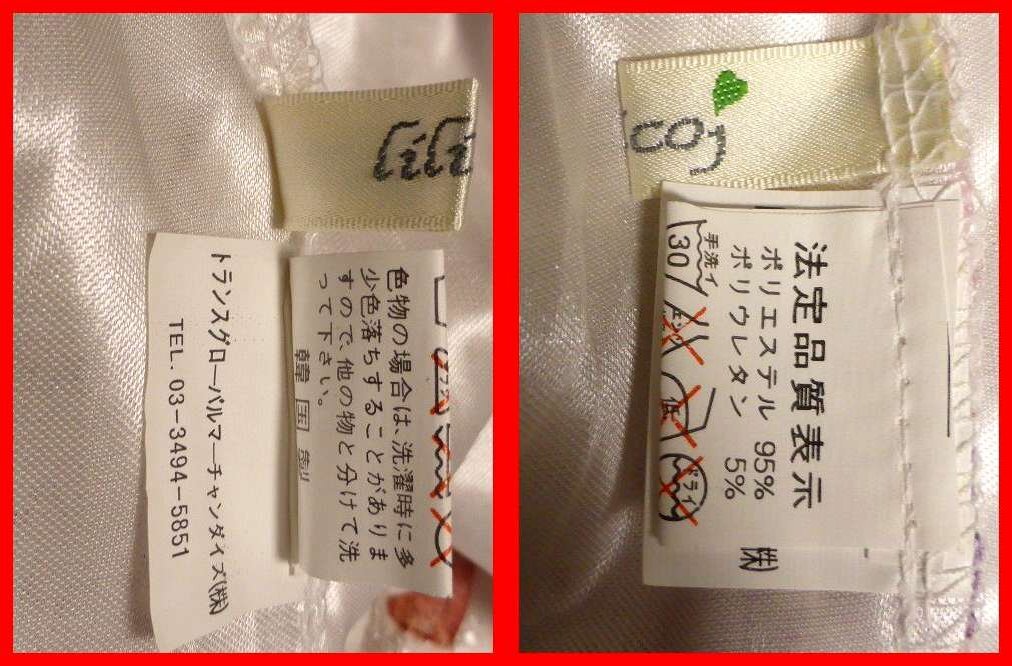 色物の場合は、洗濯時に多
少色落ちすることがありま
すので、他の物と分けて洗
って下さい。
韓国製
トランスグローバルマーチャンダイズ(株)
TEL. 03-3494-5851
法定品質表示
ポリエステル 95%
ポリウレタン 5%
手洗イ
30
低
ドライ
(株)